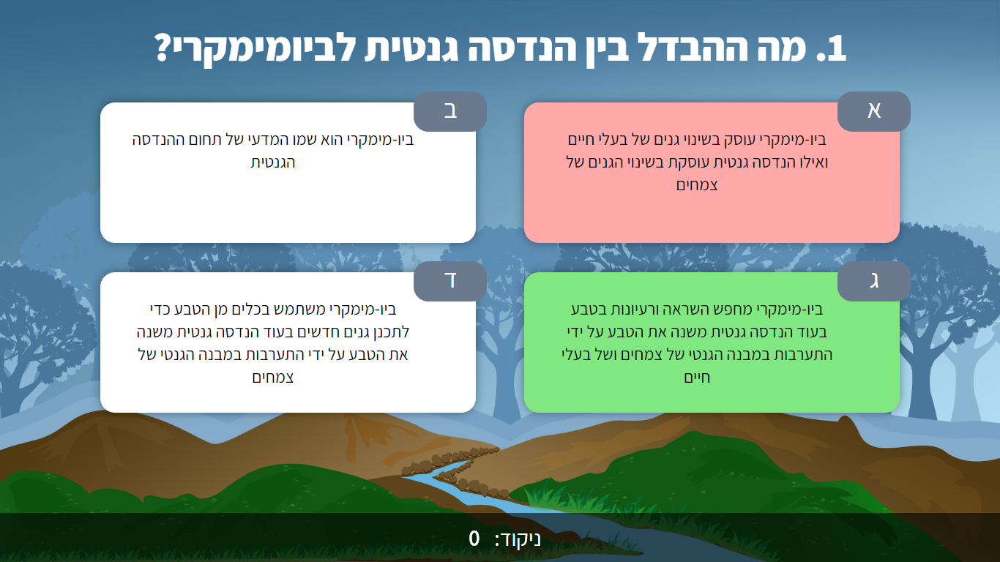 1. מה ההבדל בין הנדסה גנטית לביומימקרי?
א
ביו-מימקרי עוסק בשינוי גנים של בעלי חיים
ואילו הנדסה גנטית עוסקת בשינוי הגנים של
צמחים
ב
ביו-מימקרי הוא שמו המדעי של תחום ההנדסה
הגנטית
ג
ביו-מימקרי מחפש השראה ורעיונות בטבע
בעוד הנדסה גנטית משנה את הטבע על ידי
התערבות במבנה הגנטי של צמחים ושל בעלי
חיים
ד
ביו-מימקרי משתמש בכלים מן הטבע כדי
לתכנן גנים חדשים בעוד הנדסה גנטית משנה
את הטבע על ידי התערבות במבנה הגנטי של
צמחים
ניקוד: 0